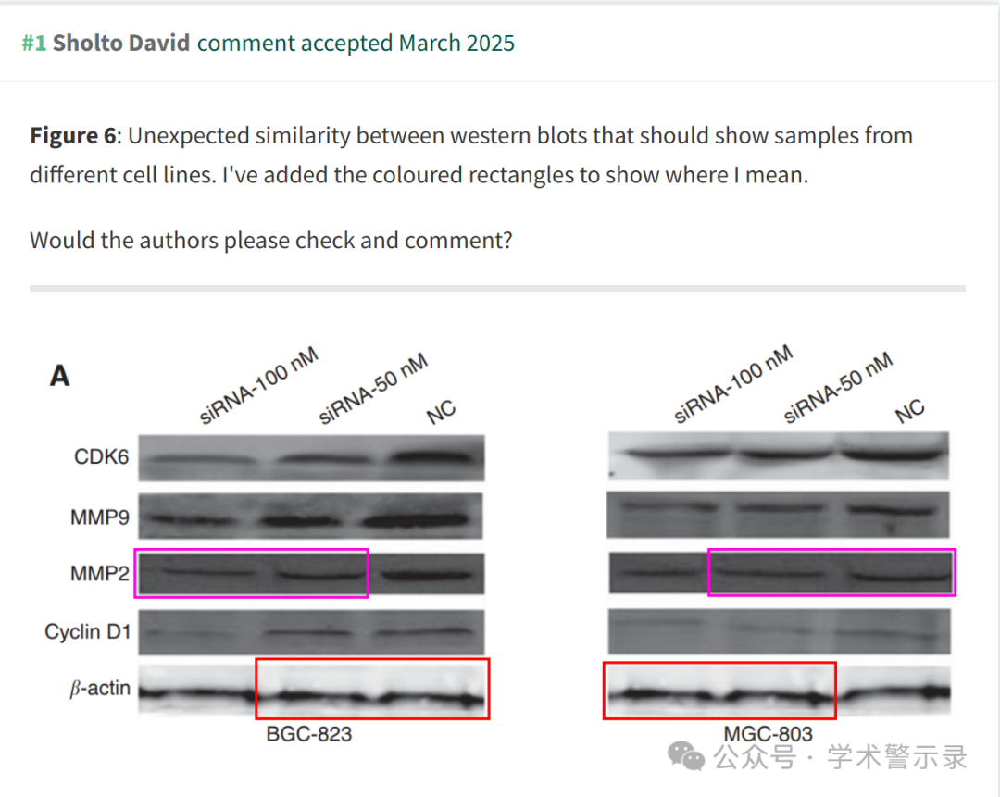 #1 Sholto David comment accepted March 2025
Figure 6: Unexpected similarity between western blots that should show samples from
different cell lines. I've added the coloured rectangles to show where I mean.
Would the authors please check and comment?
A
siRNA-100 nM siRNA-50 nM NC siRNA-100 nM siRNA-50 nM NC
CDK6
MMP9
MMP2
Cyclin D1
β-actin
BGC-823 MGC-803
公众号 · 学术警示录